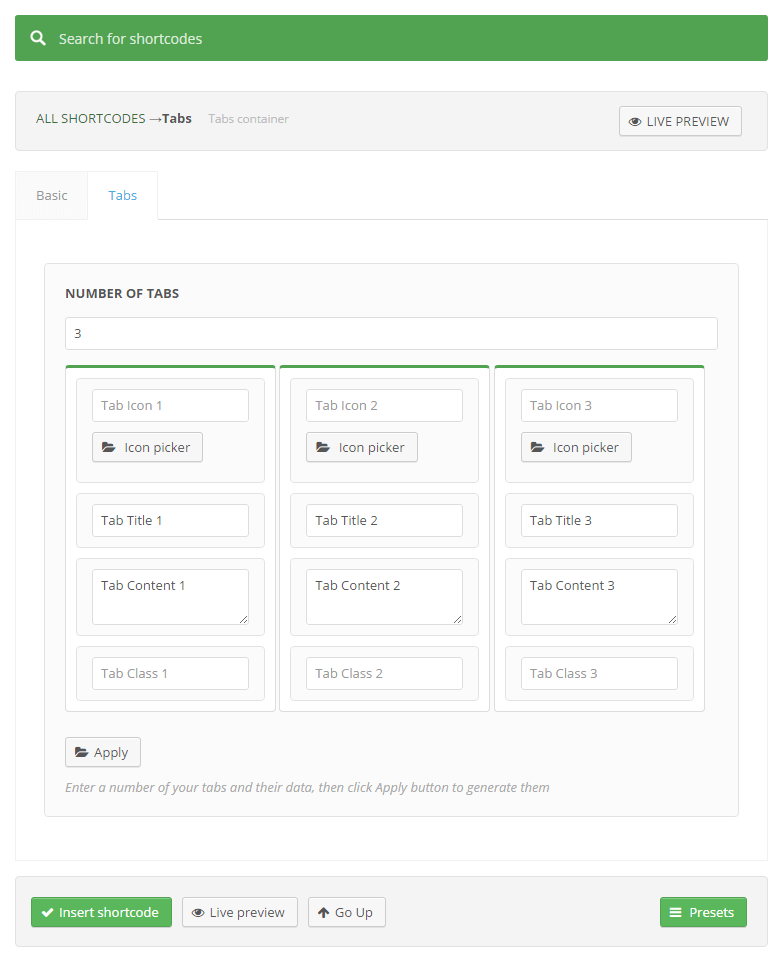 Search for shortcodes
ALL SHORTCODES →Tabs Tabs container
LIVE PREVIEW
Basic Tabs
NUMBER OF TABS
3
Tab Icon 1 Tab Icon 2 Tab Icon 3
Icon picker Icon picker Icon picker
Tab Title 1 Tab Title 2 Tab Title 3
Tab Content 1 Tab Content 2 Tab Content 3
Tab Class 1 Tab Class 2 Tab Class 3
Apply
Enter a number of your tabs and their data, then click Apply button to generate them
Insert shortcode Live preview Go Up Presets